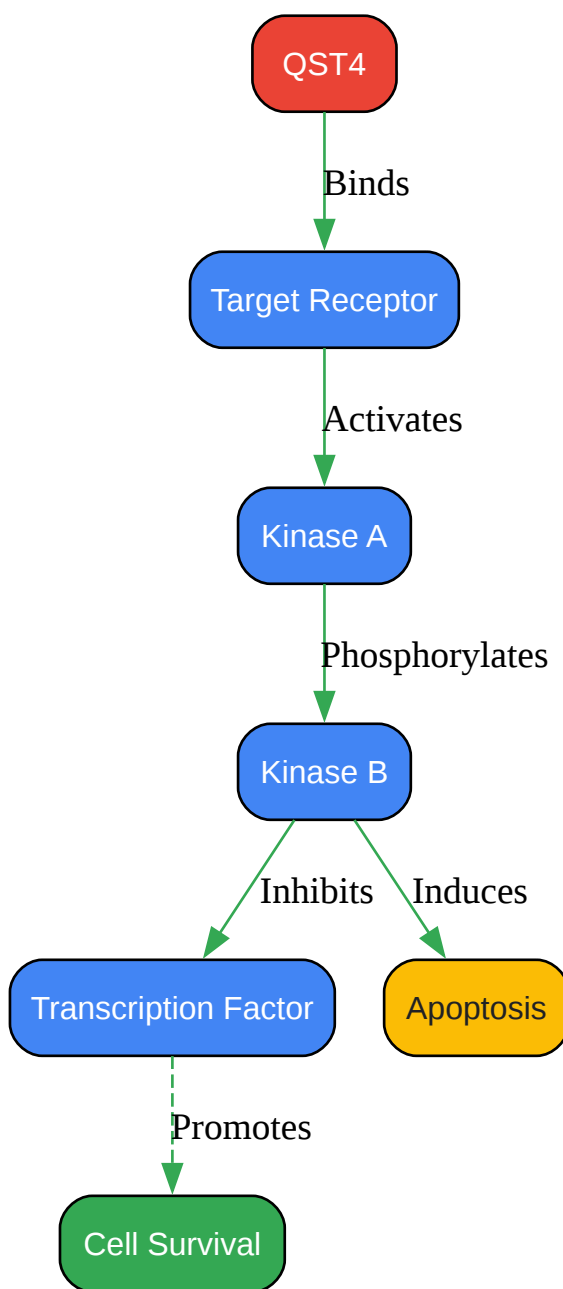 QST4
Binds
Target Receptor
Activates
Kinase A
Phosphorylates
Kinase B
Inhibits
Induces
Transcription Factor
Apoptosis
Promotes
Cell Survival